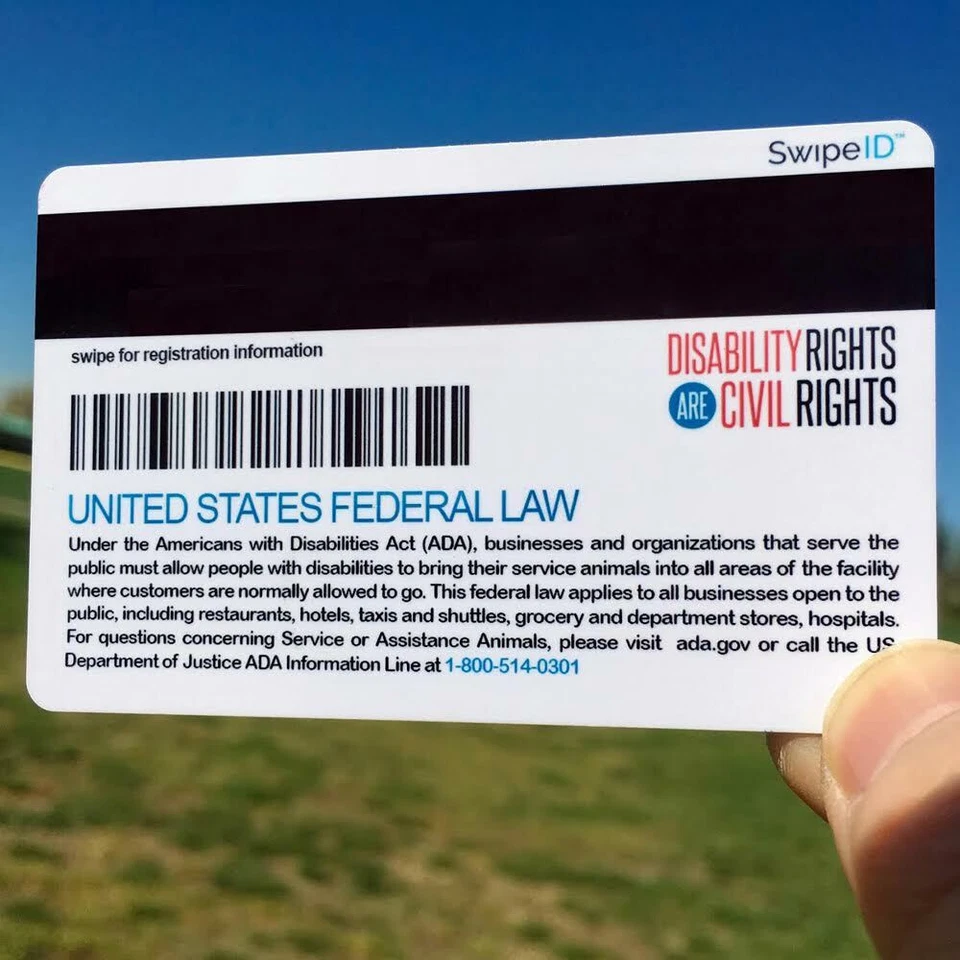 SwipeID™
swipe for registration information
DISABILITY RIGHTS
ARE CIVIL RIGHTS
UNITED STATES FEDERAL LAW
Under the Americans with Disabilities Act (ADA), businesses and organizations that serve the
public must allow people with disabilities to bring their service animals into all areas of the facility
where customers are normally allowed to go. This federal law applies to all businesses open to the
public, including restaurants, hotels, taxis and shuttles, grocery and department stores, hospitals.
For questions concerning Service or Assistance Animals, please visit ada.gov or call the US
Department of Justice ADA Information Line at 1-800-514-0301